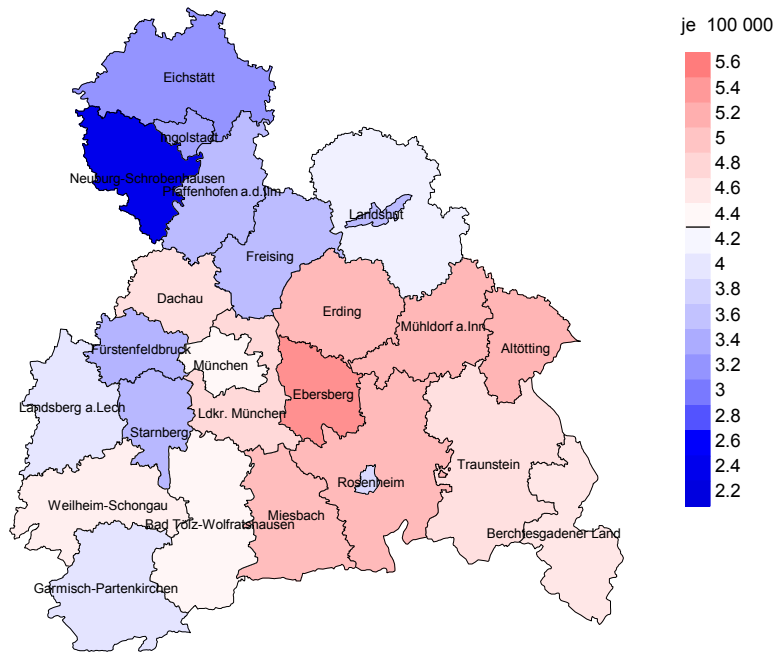 je 100 000
5.6
5.4
5.2
5
4.8
4.6
4.4
4.2
4
3.8
3.6
3.4
3.2
3
2.8
2.6
2.4
2.2
Eichstätt
Ingolstadt
Neuburg-Schrobenhausen
Pfaffenhofen a.d.Ilm
Landshut
Freising
Dachau
Erding
Mühldorf a.Inn
Altötting
Fürstenfeldbruck
München
Ebersberg
Landsberg a.Lech
Ldkr. München
Starnberg
Traunstein
Rosenheim
Weilheim-Schongau
Miesbach
Bad Tölz-Wolfratshausen
Berchtesgadener Land
Garmisch-Partenkirchen